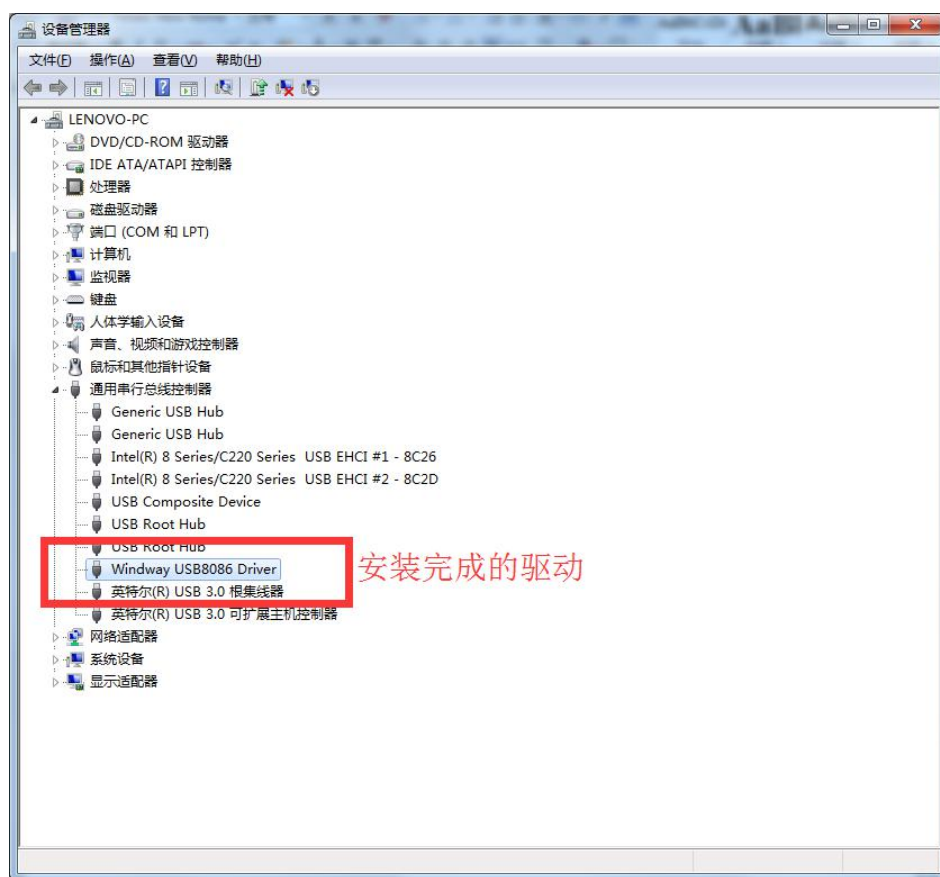 设备管理器
文件(F) 操作(A) 查看(V) 帮助(H)
LENOVO-PC
DVD/CD-ROM 驱动器
IDE ATA/ATAPI 控制器
处理器
磁盘驱动器
端口 (COM 和 LPT)
计算机
监视器
键盘
人体学输入设备
声音、视频和游戏控制器
鼠标和其他指针设备
通用串行总线控制器
Generic USB Hub
Generic USB Hub
Intel(R) 8 Series/C220 Series USB EHCI #1 - 8C26
Intel(R) 8 Series/C220 Series USB EHCI #2 - 8C2D
USB Composite Device
USB Root Hub
USB Root Hub
Windway USB8086 Driver 安装完成的驱动
英特尔(R) USB 3.0 根集线器
英特尔(R) USB 3.0 可扩展主机控制器
网络适配器
系统设备
显示适配器